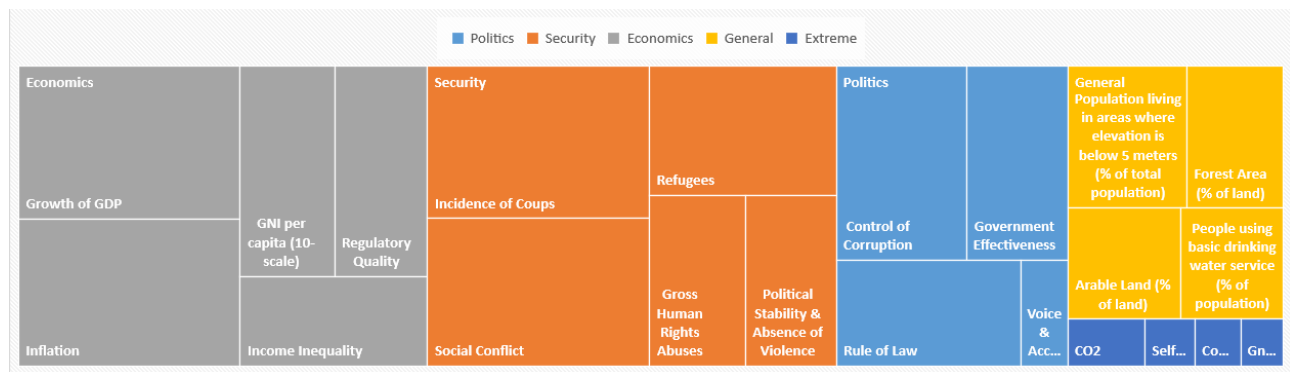 Politics Security Economics General Extreme
Economics
Growth of GDP
Inflation
GNI per
capita (10-
scale)
Regulatory
Quality
Income Inequality
Security
Incidence of Coups
Social Conflict
Refugees
Gross
Human
Rights
Abuses
Political
Stability &
Absence of
Violence
Politics
Control of
Corruption
Government
Effectiveness
Rule of Law
Voice
&
Acc...
General
Population living
in areas where
elevation is
below 5 meters
(% of total
population)
Forest Area
(% of land)
Arable Land (%
of land)
People using
basic drinking
water service
(% of
population)
CO2
Self...
Co...
Gn...